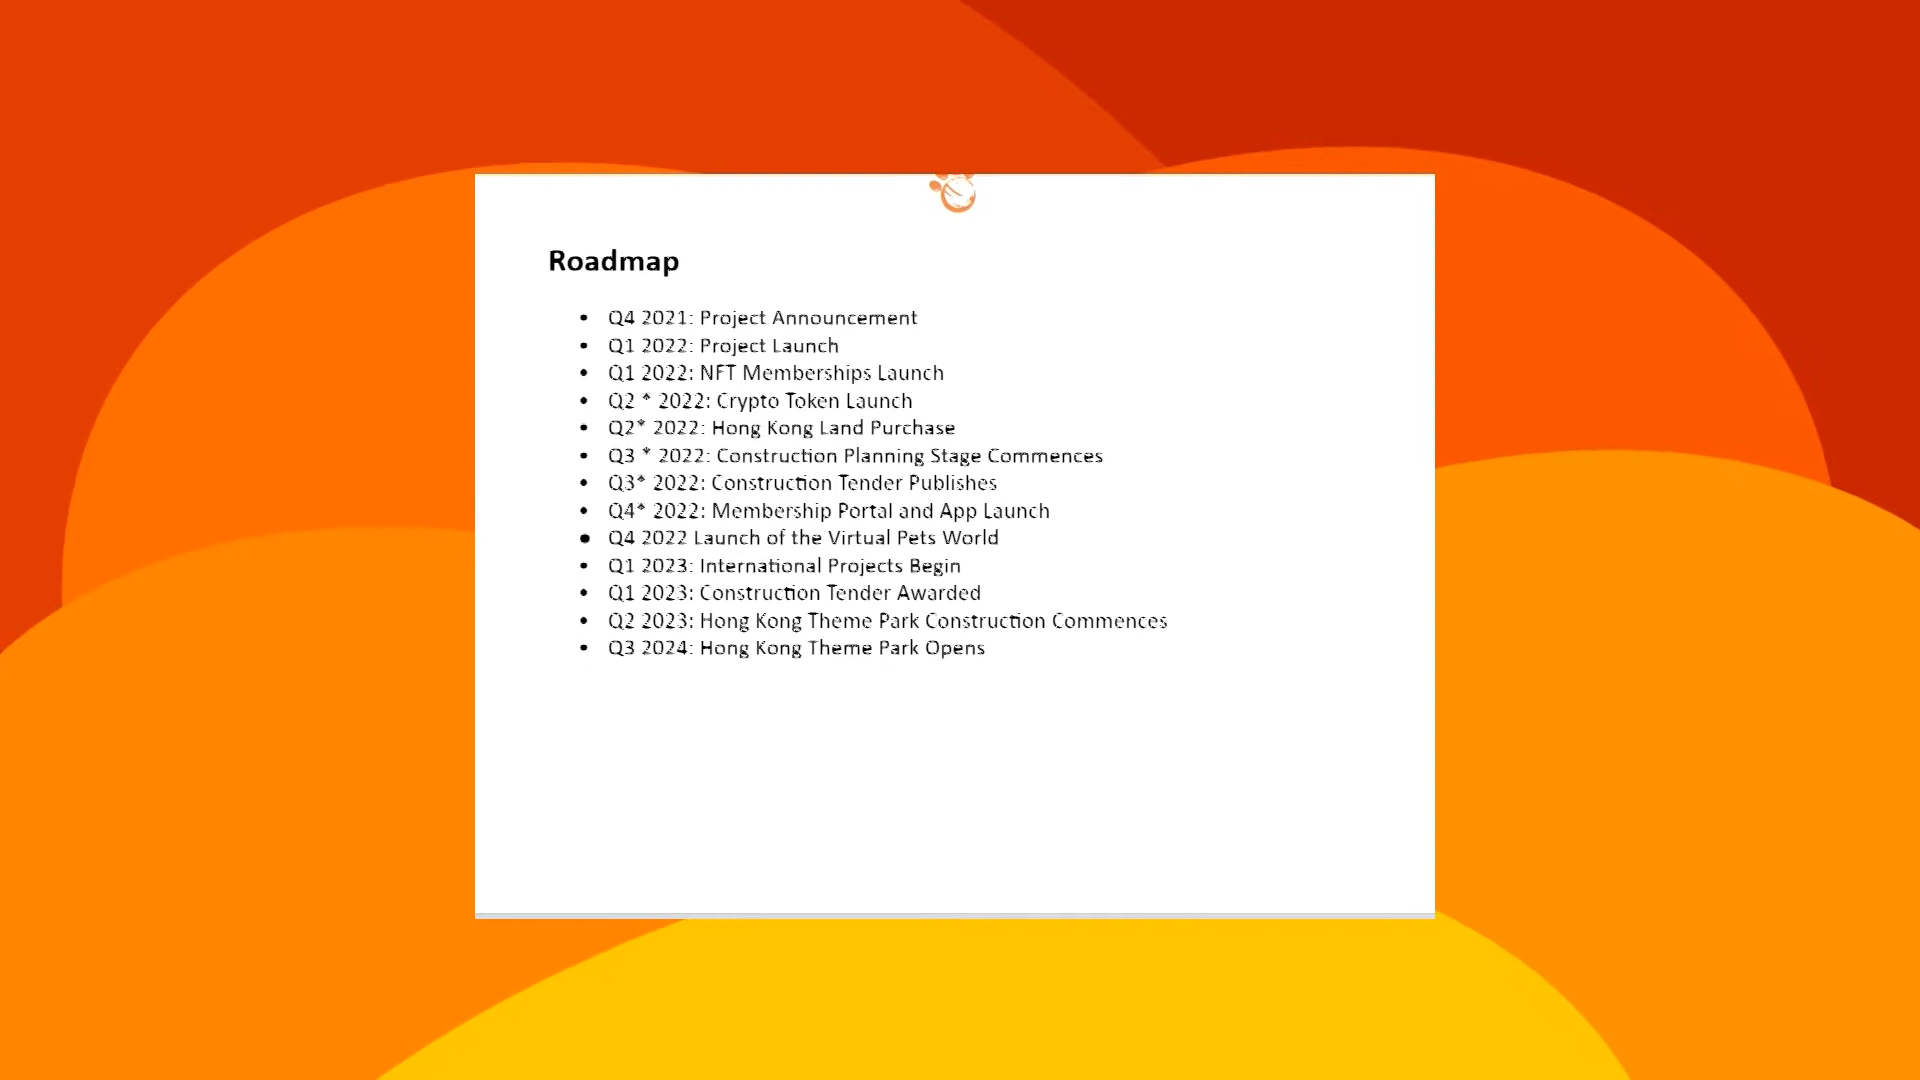 Roadmap
• Q4 2021: Project Announcement
• Q1 2022: Project Launch
• Q1 2022: NFT Memberships Launch
• Q2 * 2022: Crypto Token Launch
• Q2* 2022: Hong Kong Land Purchase
• Q3 * 2022: Construction Planning Stage Commences
• Q3* 2022: Construction Tender Publishes
• Q4* 2022: Membership Portal and App Launch
• Q4 2022 Launch of the Virtual Pets World
• Q1 2023: International Projects Begin
• Q1 2023: Construction Tender Awarded
• Q2 2023: Hong Kong Theme Park Construction Commences
• Q3 2024: Hong Kong Theme Park Opens